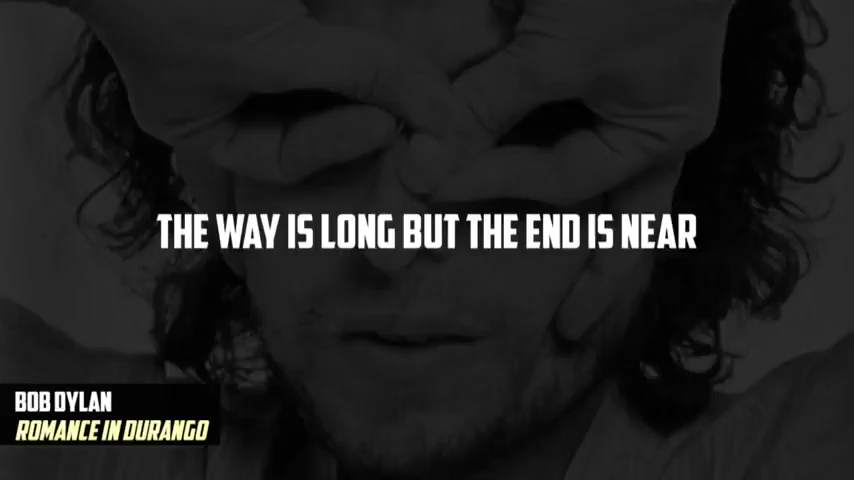 THE WAY IS LONG BUT THE END IS NEAR
BOB DYLAN
ROMANCE IN DURANGO